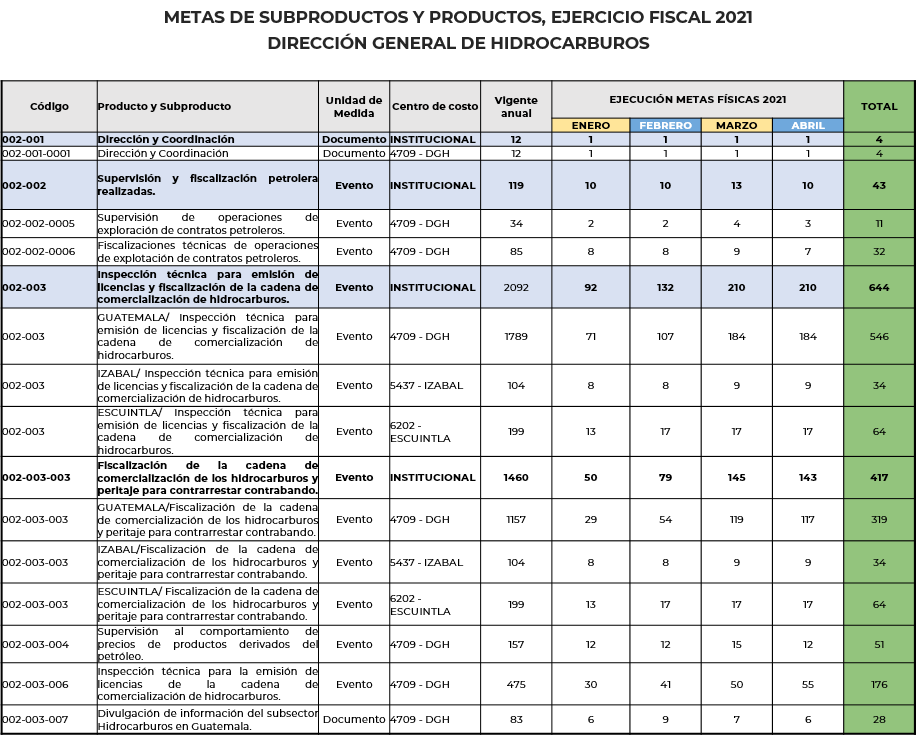 METAS DE SUBPRODUCTOS Y PRODUCTOS, EJERCICIO FISCAL 2021
DIRECCIÓN GENERAL DE HIDROCARBUROS
Código Producto y Subproducto Unidad de Medida Centro de costo Vigente anual EJECUCIÓN METAS FÍSICAS 2021 TOTAL
ENERO FEBRERO MARZO ABRIL
002-001 Dirección y Coordinación Documento INSTITUCIONAL 12 1 1 1 1 4
002-001-0001 Dirección y Coordinación Documento 4709 - DGH 12 1 1 1 1 4
Supervisión y fiscalización petrolera
realizadas.
002-002 Evento INSTITUCIONAL 119 10 10 13 10 43
Supervisión de operaciones de
exploración de contratos petroleros.
002-002-0005 Evento 4709 - DGH 34 2 2 4 3 11
Fiscalizaciones técnicas de operaciones
de explotación de contratos petroleros.
002-002-0006 Evento 4709 - DGH 85 8 8 9 7 32
Inspección técnica para emisión de
licencias y fiscalización de la cadena de
comercialización de hidrocarburos.
002-003 Evento INSTITUCIONAL 2092 92 132 210 210 644
GUATEMALA/ Inspección técnica para
emisión de licencias y fiscalización de la
cadena de comercialización de
hidrocarburos.
002-003 Evento 4709 - DGH 1789 71 107 184 184 546
IZABAL/ Inspección técnica para emisión
de licencias y fiscalización de la cadena de
comercialización de hidrocarburos.
002-003 Evento 5437 - IZABAL 104 8 8 9 9 34
ESCUINTLA/ Inspección técnica para
emisión de licencias y fiscalización de la
cadena de comercialización de
hidrocarburos.
002-003 Evento 6202 - ESCUINTLA 199 13 17 17 17 64
Fiscalización de la cadena de
comercialización de los hidrocarburos y
peritaje para contrarrestar contrabando.
002-003-003 Evento INSTITUCIONAL 1460 50 79 145 143 417
GUATEMALA/Fiscalización de la cadena
de comercialización de los hidrocarburos
y peritaje para contrarrestar contrabando.
002-003-003 Evento 4709 - DGH 1157 29 54 119 117 319
IZABAL/Fiscalización de la cadena de
comercialización de los hidrocarburos y
peritaje para contrarrestar contrabando.
002-003-003 Evento 5437 - IZABAL 104 8 8 9 9 34
ESCUINTLA/ Fiscalización de la cadena de
comercialización de los hidrocarburos y
peritaje para contrarrestar contrabando.
002-003-003 Evento 6202 - ESCUINTLA 199 13 17 17 17 64
Supervisión al comportamiento de
precios de productos derivados del
petróleo.
002-003-004 Evento 4709 - DGH 157 12 12 15 12 51
Inspección técnica para la emisión de
licencias de la cadena de
comercialización de hidrocarburos.
002-003-006 Evento 4709 - DGH 475 30 41 50 55 176
Divulgación de información del subsector
Hidrocarburos en Guatemala.
002-003-007 Documento 4709 - DGH 83 6 9 7 6 28